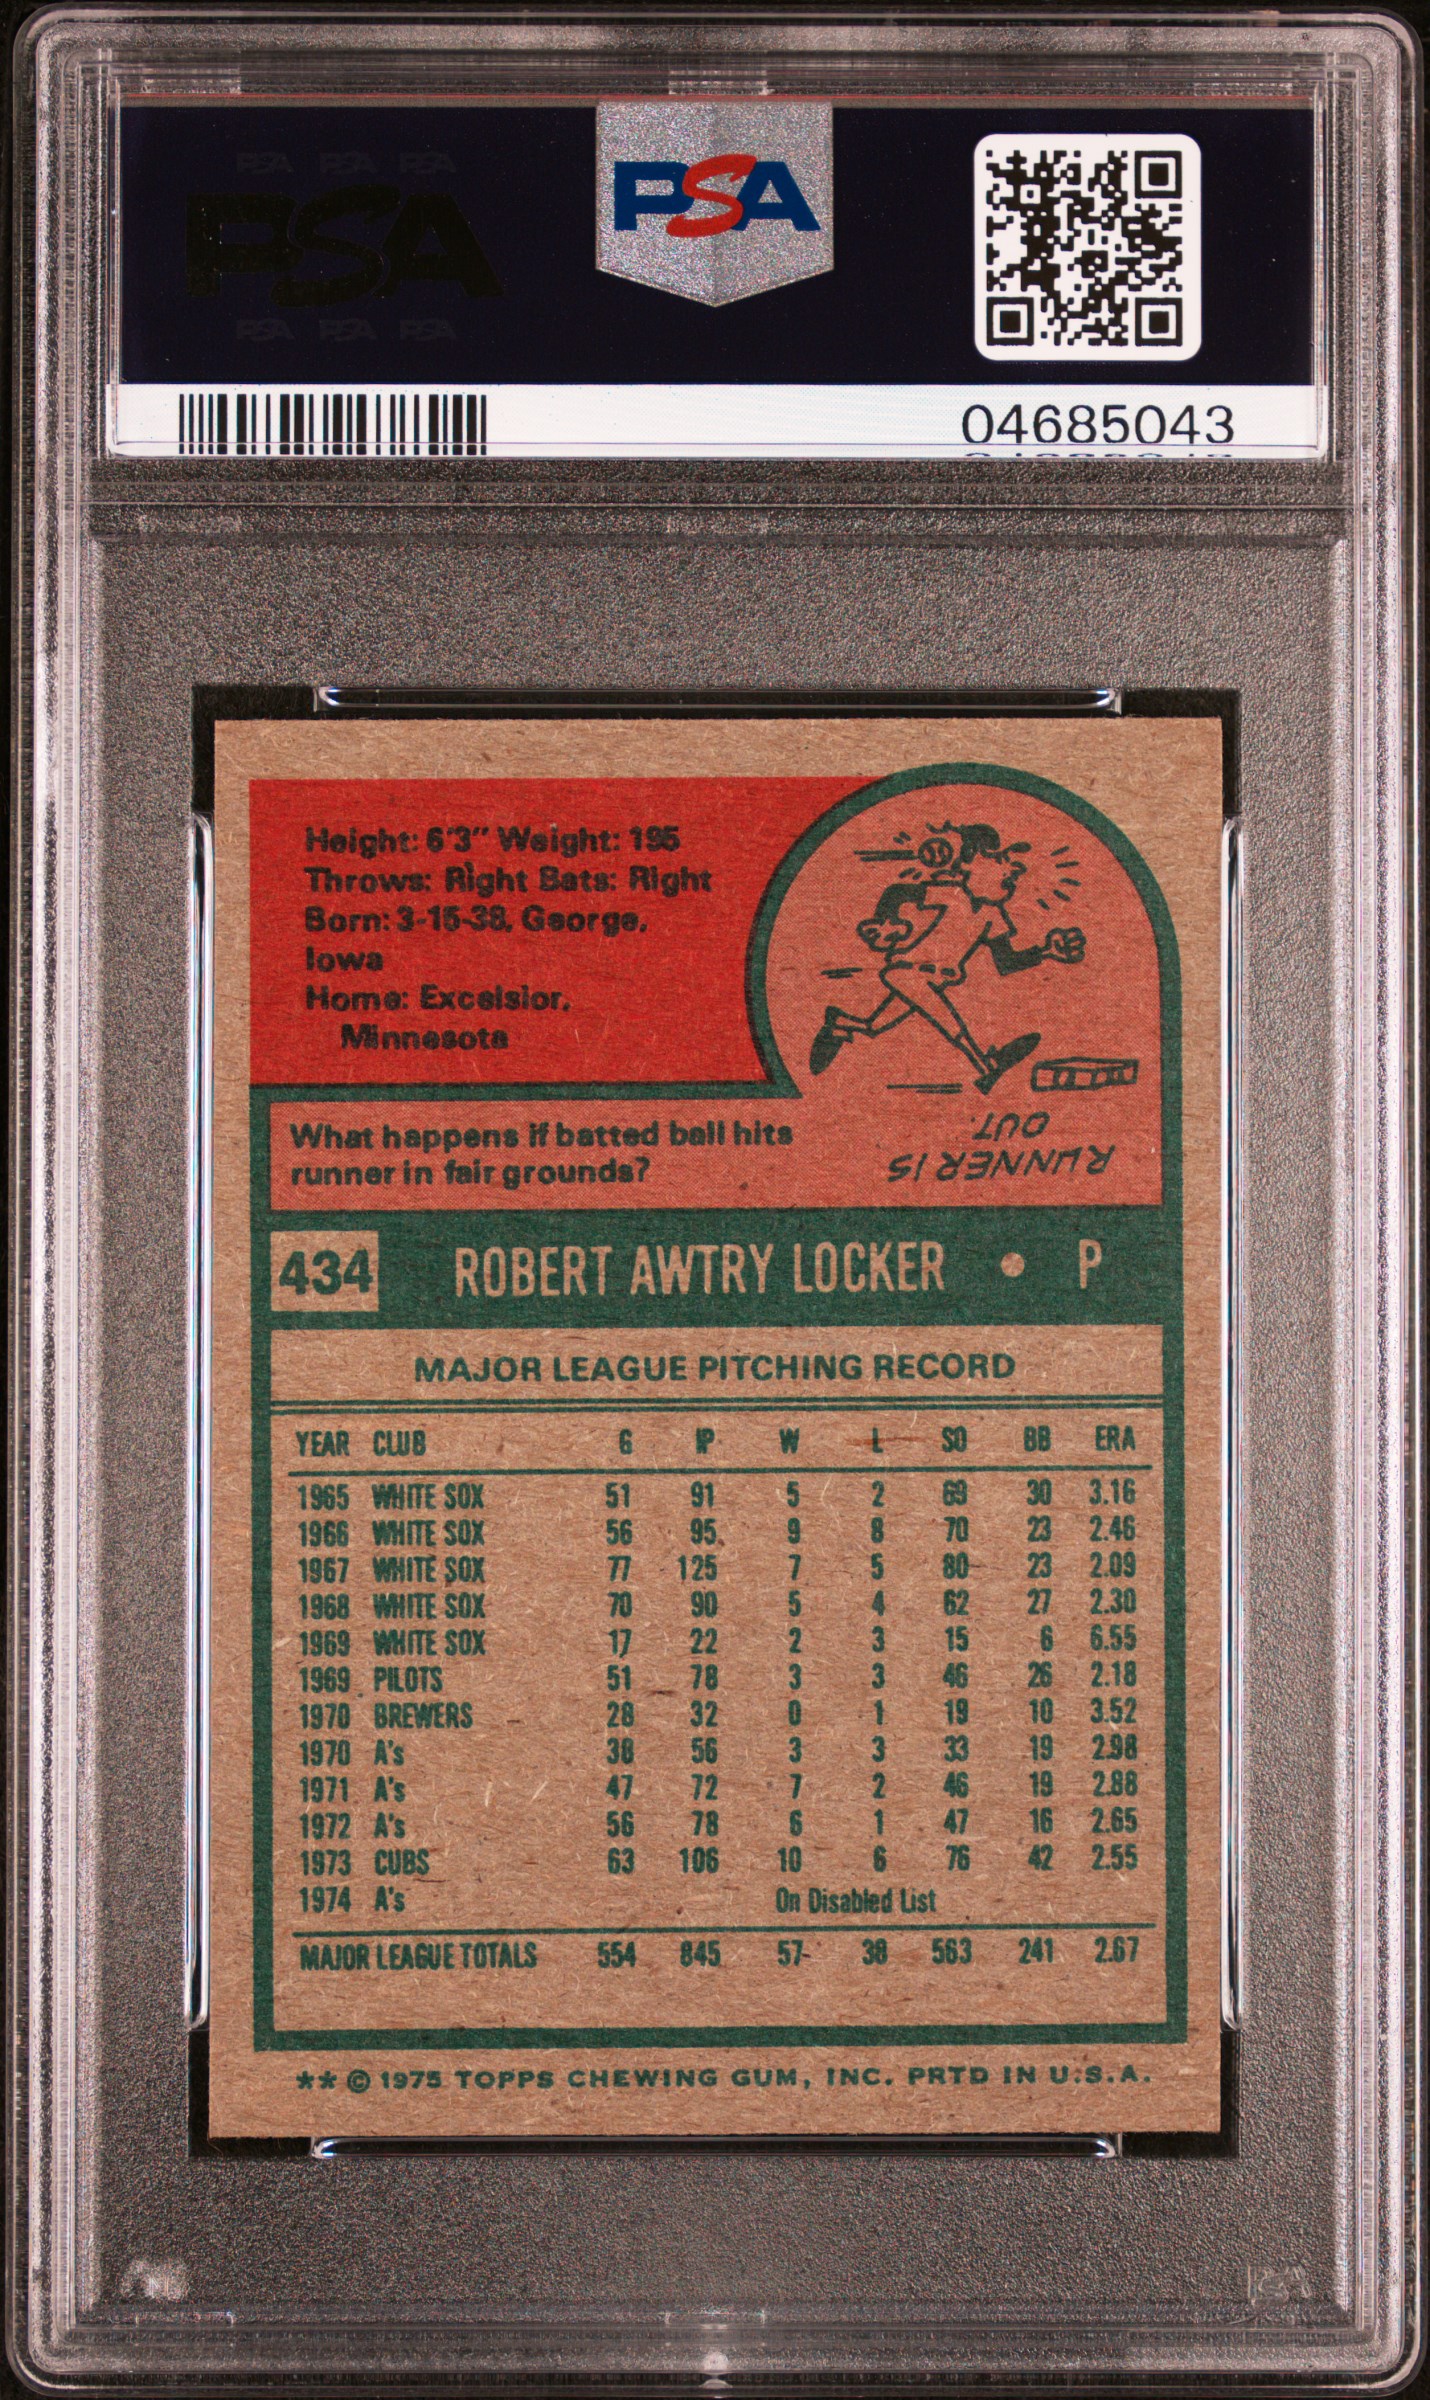 PSA PSA PSA
PSA
PSA PSA PSA
PSA
04685043
Height: 6'3" Weight: 195
Throws: Right Bats: Right
Born: 3-15-38, George,
Iowa
Home: Excelsior,
Minnesota
What happens if batted ball hits
runner in fair grounds?
RUNNER IS
OUT.
434 ROBERT AWTRY LOCKER • P
MAJOR LEAGUE PITCHING RECORD
YEAR CLUB G IP W L SO BB ERA
1965 WHITE SOX 51 91 5 2 69 30 3.16
1966 WHITE SOX 56 95 9 8 70 23 2.46
1967 WHITE SOX 77 125 7 5 80 23 2.09
1968 WHITE SOX 70 90 5 4 62 27 2.30
1969 WHITE SOX 17 22 2 3 15 6 6.55
1969 PILOTS 51 78 3 3 46 26 2.18
1970 BREWERS 28 32 0 1 19 10 3.52
1970 A's 38 56 3 3 33 19 2.98
1971 A's 47 72 7 2 46 19 2.88
1972 A's 56 78 6 1 47 16 2.65
1973 CUBS 63 106 10 6 76 42 2.55
1974 A's On Disabled List
MAJOR LEAGUE TOTALS 554 845 57 38 563 241 2.67
** © 1975 TOPPS CHEWING GUM, INC. PRTD IN U.S.A.
PSA